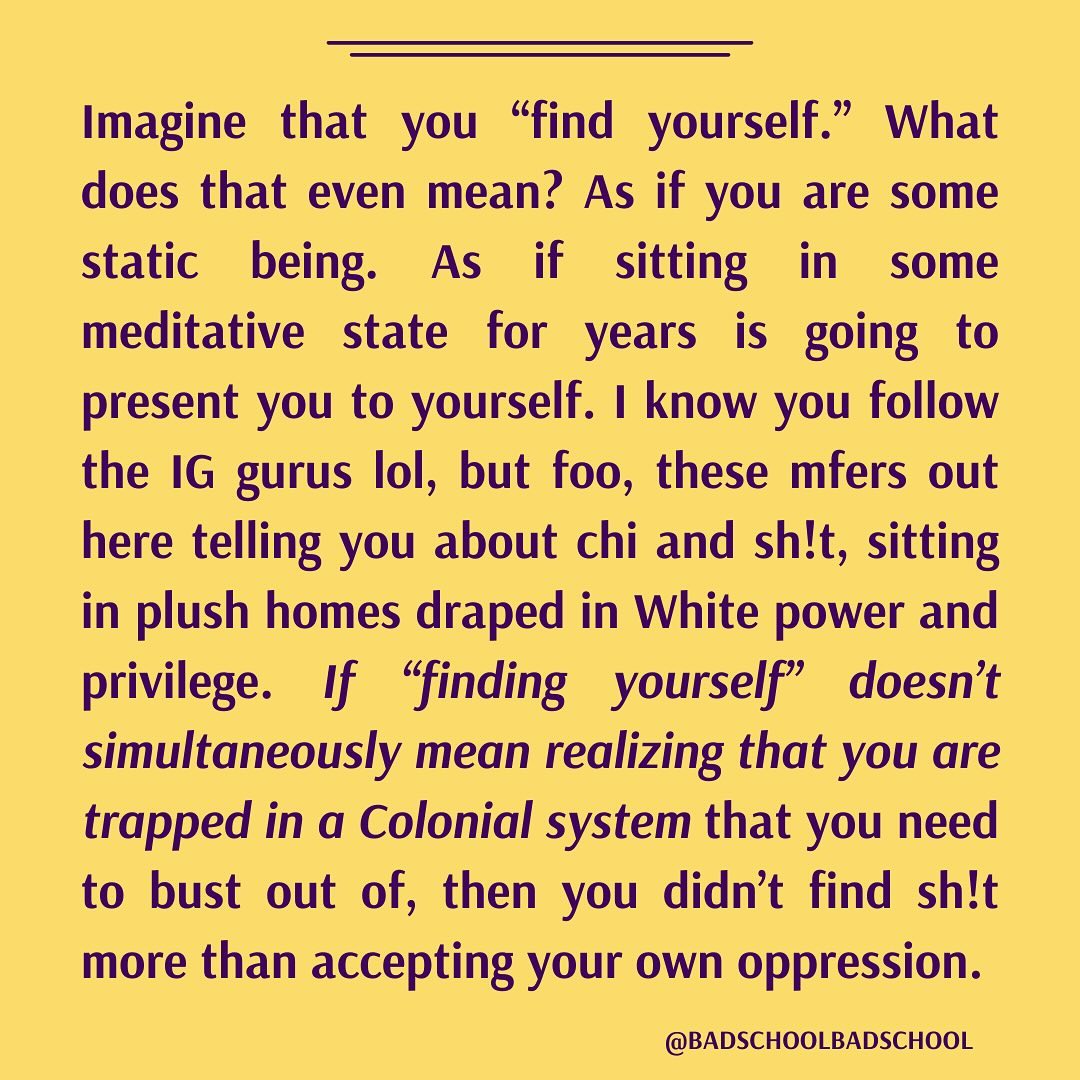 Imagine that you “find yourself.” What
does that even mean? As if you are some
static being. As if sitting in some
meditative state for years is going to
present you to yourself. I know you follow
the IG gurus lol, but foo, these mfers out
here telling you about chi and sh!t, sitting
in plush homes draped in White power and
privilege. If “finding yourself” doesn’t
simultaneously mean realizing that you are
trapped in a Colonial system that you need
to bust out of, then you didn’t find sh!t
more than accepting your own oppression.
@BADSCHOOLBADSCHOOL